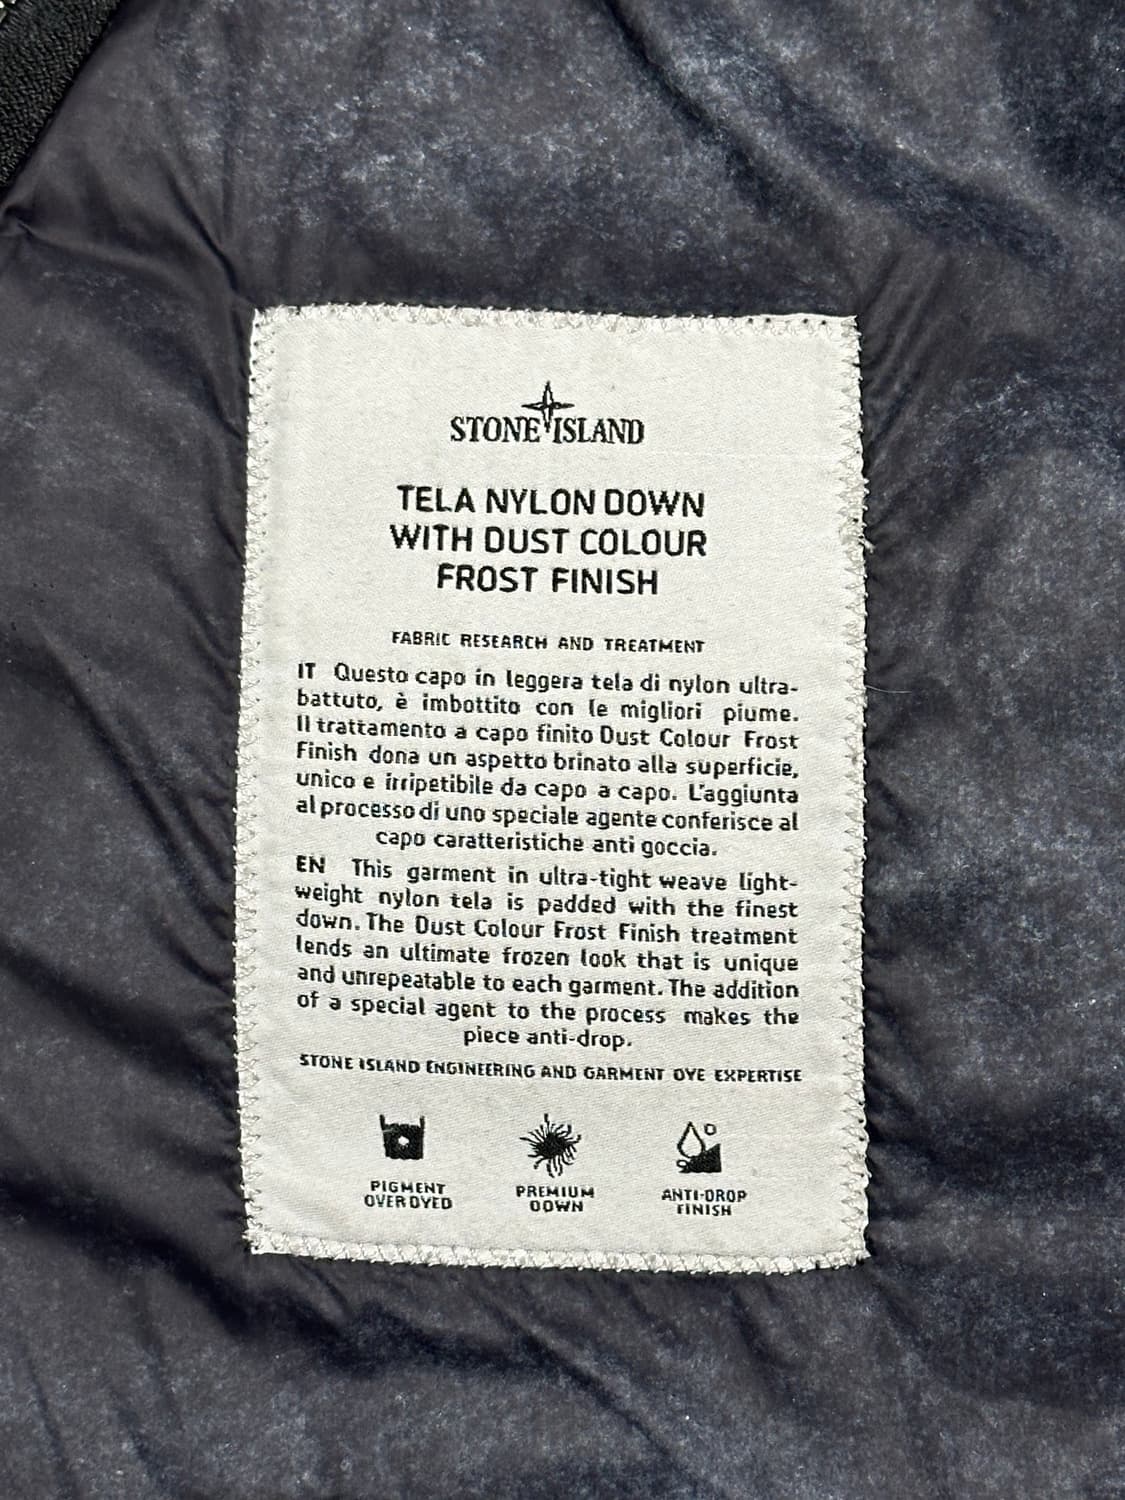 STONE ISLAND
TELA NYLON DOWN
WITH DUST COLOUR
FROST FINISH
FABRIC RESEARCH AND TREATMENT
IT Questo capo in leggera tela di nylon ultra-
battuto, è imbottito con le migliori piume.
Il trattamento a capo finito Dust Colour Frost
Finish dona un aspetto brinato alla superficie,
unico e irripetibile da capo a capo. L'aggiunta
al processo di uno speciale agente conferisce al
capo caratteristiche anti goccia.
EN This garment in ultra-tight weave light-
weight nylon tela is padded with the finest
down. The Dust Colour Frost Finish treatment
lends an ultimate frozen look that is unique
and unrepeatable to each garment. The addition
of a special agent to the process makes the
piece anti-drop.
STONE ISLAND ENGINEERING AND GARMENT DYE EXPERTISE
PIGMENT
OVERDYED
PREMIUM
DOWN
ANTI-DROP
FINISH